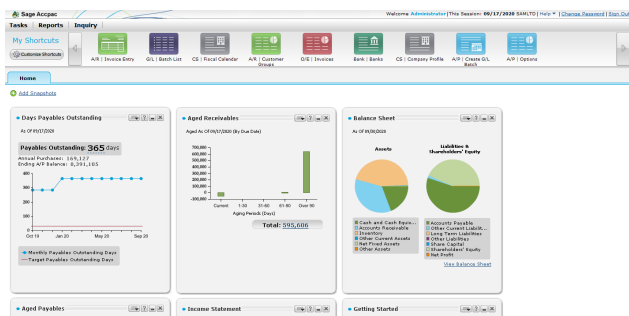 Sage Accpac
Welcome Administrator | This Session: 09/17/2020 SAMLTD | Help | Change Password | Sign Out
Tasks Reports Inquiry
My Shortcuts
Customize Shortcuts
A/R | Invoice Entry
G/L | Batch List
CS | Fiscal Calendar
A/R | Customer Groups
O/E | Invoices
Bank | Banks
CS | Company Profile
A/P | Create G/L Batch
A/P | Options
Home
Add Snapshots
Days Payables Outstanding
As Of 09/17/2020
Payables Outstanding: 365 days
Annual Purchases: 169,127
Ending A/P Balance: 8,391,185
400
300
200
100
0
Oct 19 Jan 20 May 20 Sep 20
Monthly Payables Outstanding Days
Target Payables Outstanding Days
Aged Receivables
Aged As Of 09/17/2020 (By Due Date)
700,000
600,000
500,000
400,000
300,000
200,000
100,000
0
-100,000
Current 1-30 31-60 61-90 Over 90
Aging Periods (Days)
Total: 595,606
Balance Sheet
As Of 09/30/2020
Assets
Liabilities &
Shareholders' Equity
Cash and Cash Equiv...
Accounts Receivable
Inventory
Other Current Assets
Net Fixed Assets
Other Assets
Accounts Payable
Other Current Liabilit...
Long Term Liabilities
Other Liabilities
Share Capital
Shareholders' Equity
Net Profit
View Balance Sheet
Aged Payables
Income Statement
Getting Started